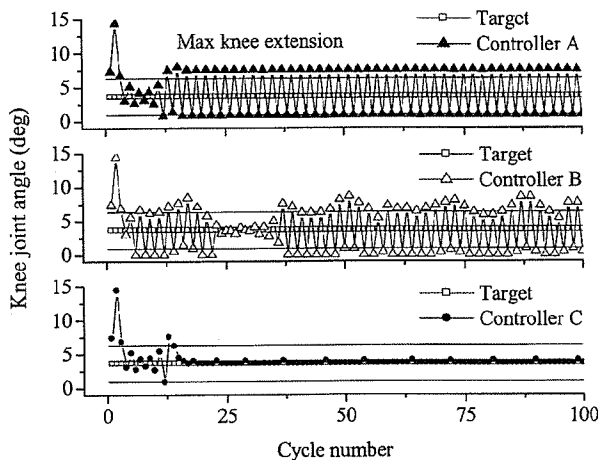 15
10
5
0
Max knee extension
Target
Controller A
15
10
5
0
Target
Controller B
15
10
5
0
Target
Controller C
0
25
50
75
100
Knee joint angle (deg)
Cycle number